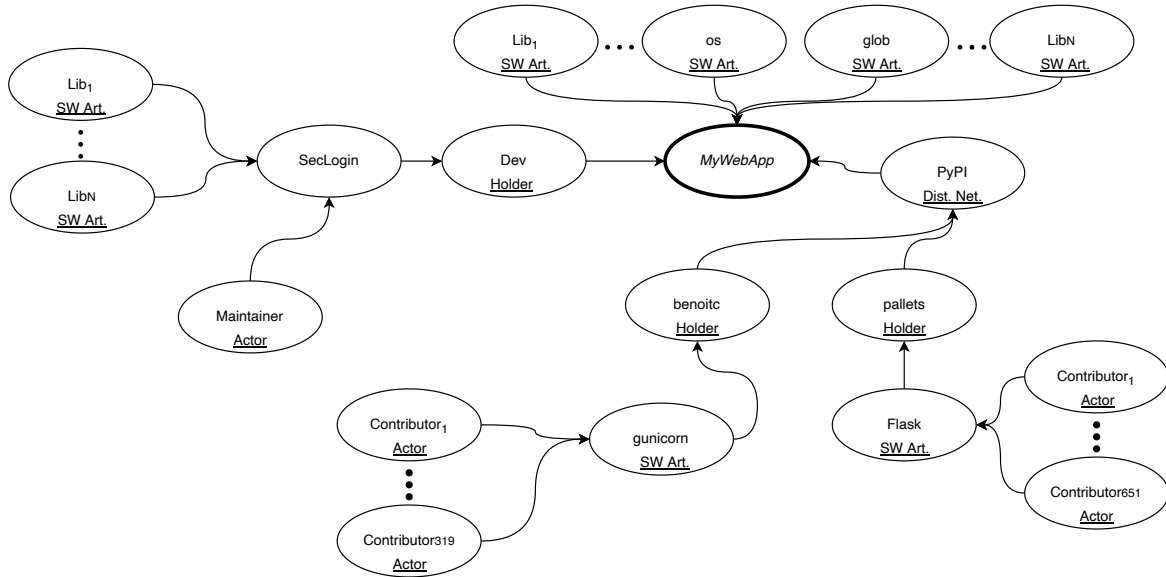 Lib1
SW Art.
os
SW Art.
glob
SW Art.
LibN
SW Art.
Lib1
SW Art.
LibN
SW Art.
SecLogin
Dev
Holder
MyWebApp
PyPI
Dist. Net.
Maintainer
Actor
benoitc
Holder
pallets
Holder
Contributor1
Actor
Contributor319
Actor
gunicorn
SW Art.
Flask
SW Art.
Contributor1
Actor
Contributor651
Actor